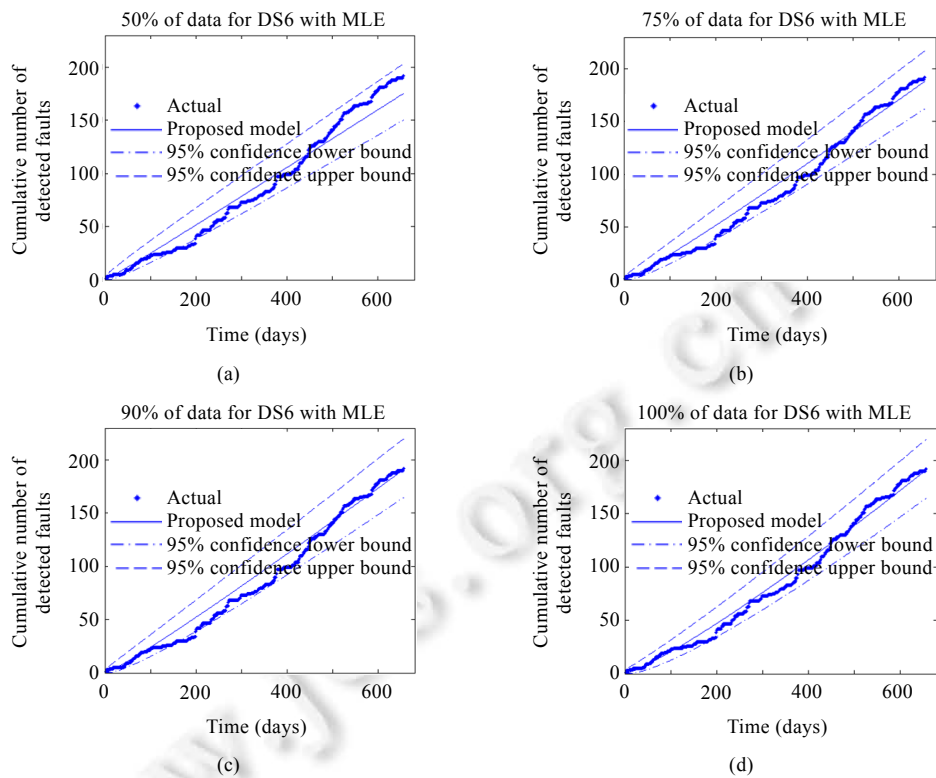 50% of data for DS6 with MLE
Cumulative number of
detected faults
200
150
100
50
0
Actual
Proposed model
95% confidence lower bound
95% confidence upper bound
0 200 400 600
Time (days)
(a)
75% of data for DS6 with MLE
Cumulative number of
detected faults
200
150
100
50
0
Actual
Proposed model
95% confidence lower bound
95% confidence upper bound
0 200 400 600
Time (days)
(b)
90% of data for DS6 with MLE
Cumulative number of
detected faults
200
150
100
50
0
Actual
Proposed model
95% confidence lower bound
95% confidence upper bound
0 200 400 600
Time (days)
(c)
100% of data for DS6 with MLE
Cumulative number of
detected faults
200
150
100
50
0
Actual
Proposed model
95% confidence lower bound
95% confidence upper bound
0 200 400 600
Time (days)
(d)